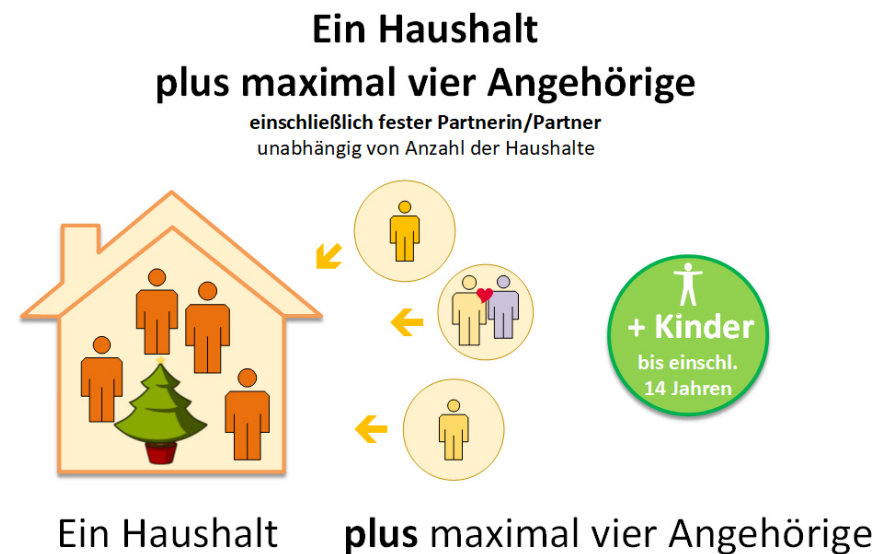 Ein Haushalt
plus maximal vier Angehörige
einschließlich fester Partnerin/Partner
unabhängig von Anzahl der Haushalte
+ Kinder
bis einschl.
14 Jahren
Ein Haushalt plus maximal vier Angehörige